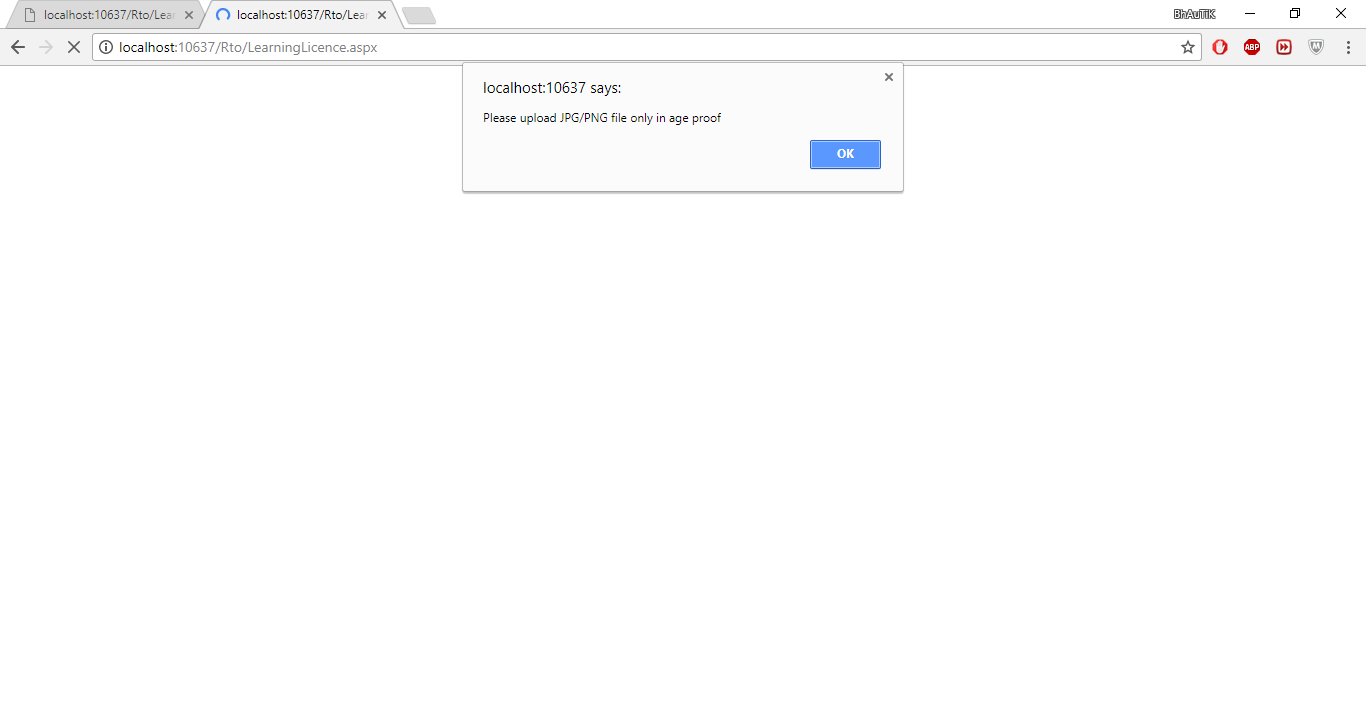 localhost:10637/Rto/Lear
localhost:10637/Rto/Lear
BhAuTiK
localhost:10637/Rto/LearningLicence.aspx
ABP
localhost:10637 says:
Please upload JPG/PNG file only in age proof
OK